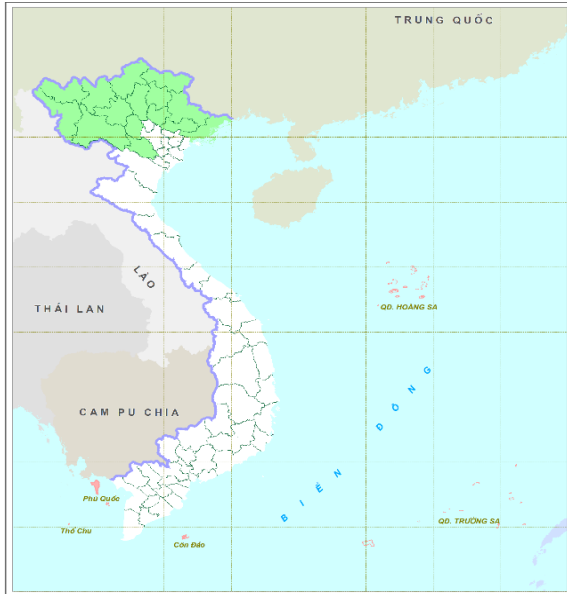 TRUNG QUỐC
LÀO
THÁI LAN
QĐ. HOÀNG SA
CAM PU CHIA
BIỂN ĐÔNG
Phú Quốc
Thổ Chu
Côn Đảo
QĐ. TRƯỜNG SA